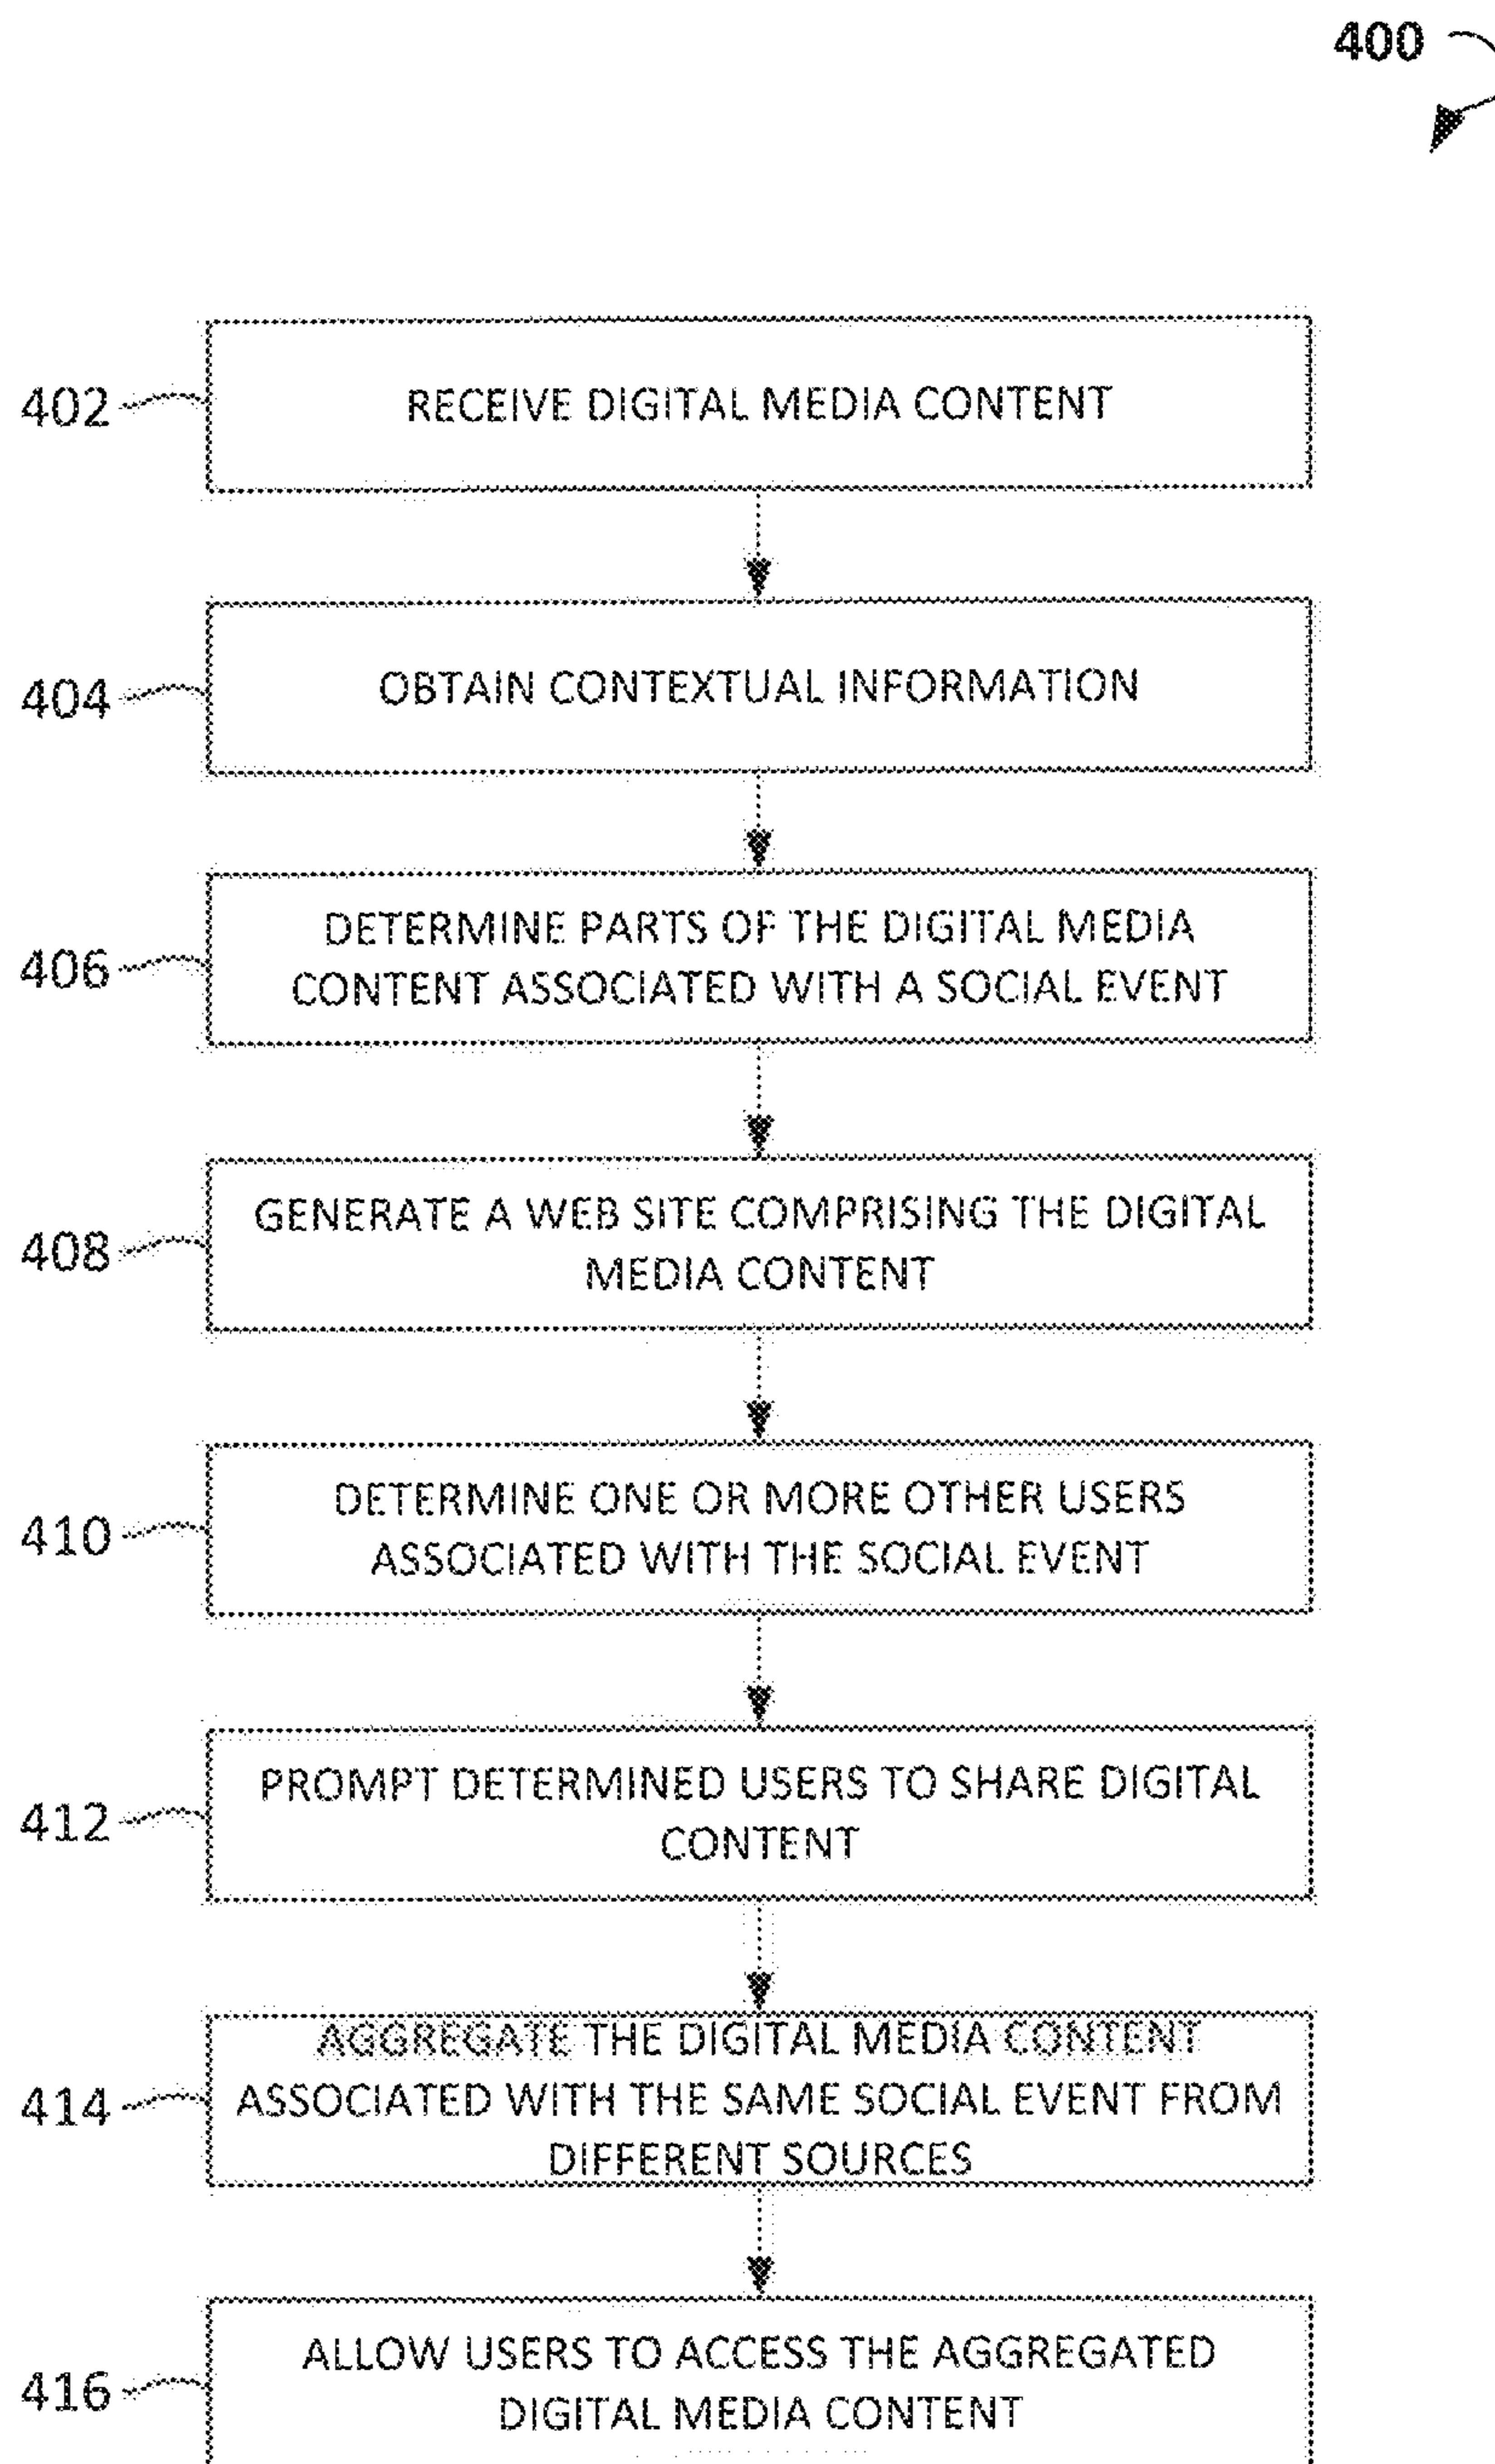 400
402
RECEIVE DIGITAL MEDIA CONTENT
404
OBTAIN CONTEXTUAL INFORMATION
406
DETERMINE PARTS OF THE DIGITAL MEDIA
CONTENT ASSOCIATED WITH A SOCIAL EVENT
408
GENERATE A WEB SITE COMPRISING THE DIGITAL
MEDIA CONTENT
410
DETERMINE ONE OR MORE OTHER USERS
ASSOCIATED WITH THE SOCIAL EVENT
412
PROMPT DETERMINED USERS TO SHARE DIGITAL
CONTENT
414
AGGREGATE THE DIGITAL MEDIA CONTENT
ASSOCIATED WITH THE SAME SOCIAL EVENT FROM
DIFFERENT SOURCES
416
ALLOW USERS TO ACCESS THE AGGREGATED
DIGITAL MEDIA CONTENT